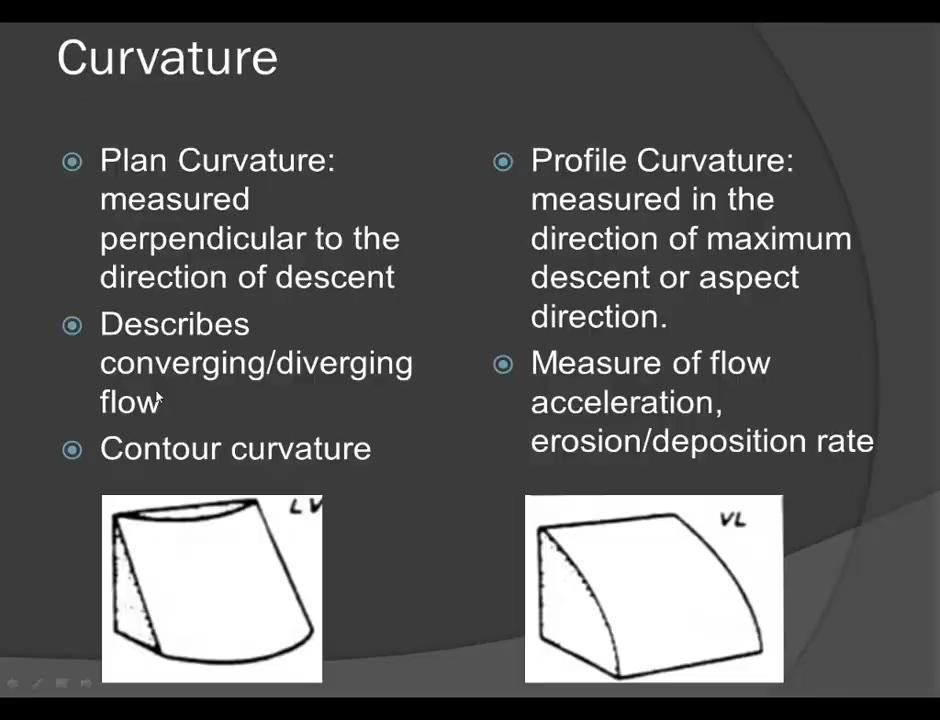 Curvature
Plan Curvature:
measured
perpendicular to the
direction of descent
Describes
converging/diverging
flow
Contour curvature
Profile Curvature:
measured in the
direction of maximum
descent or aspect
direction.
Measure of flow
acceleration,
erosion/deposition rate
LV
VL